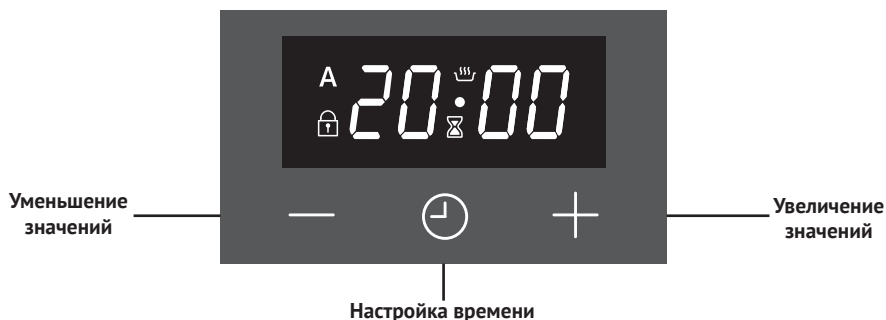 A 20:00
Уменьшение
значений
Увеличение
значений
Настройка времени